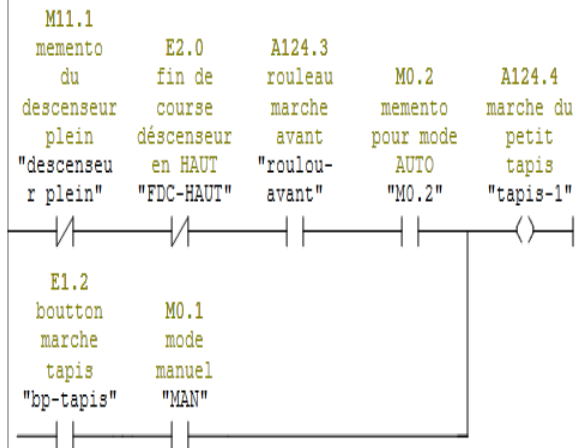 M11.1
memento
du
descenseur
plein
"descenseu
r plein"
E2.0
fin de
course
déscenseur
en HAUT
"FDC-HAUT"
A124.3
rouleau
marche
avant
"roulou-
avant"
M0.2
memento
pour mode
AUTO
"M0.2"
A124.4
marche du
petit
tapis
"tapis-1"
E1.2
boutton
marche
tapis
"bp-tapis"
M0.1
mode
manuel
"MAN"